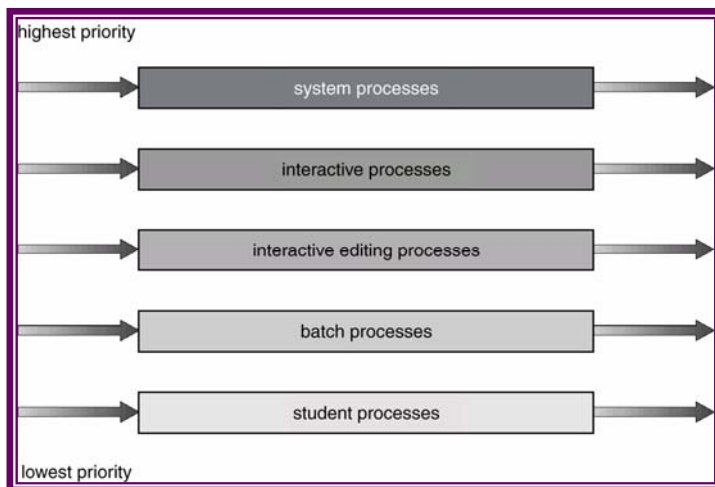 highest priority
system processes
interactive processes
interactive editing processes
batch processes
student processes
lowest priority